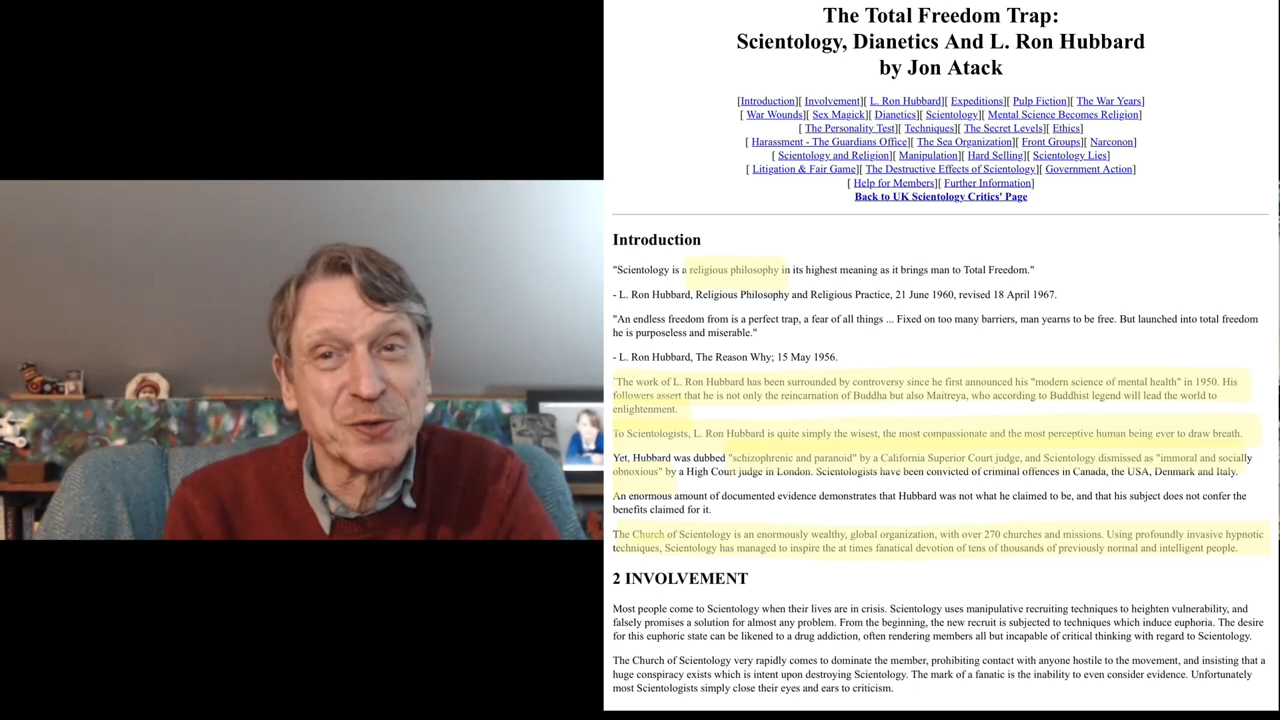 The Total Freedom Trap:
Scientology, Dianetics And L. Ron Hubbard
by Jon Atack
[Introduction][ Involvement][ L. Ron Hubbard][ Expeditions][ Pulp Fiction][ The War Years]
[ War Wounds][ Sex Magick][ Dianetics][ Scientology][ Mental Science Becomes Religion]
[ The Personality Test][ Techniques][ The Secret Levels][ Ethics]
[ Harassment - The Guardians Office][ The Sea Organization][ Front Groups][ Narconon]
[ Scientology and Religion][ Manipulation][ Hard Selling][ Scientology Lies]
[ Litigation & Fair Game][ The Destructive Effects of Scientology][ Government Action]
[ Help for Members][ Further Information]
Back to UK Scientology Critics' Page
Introduction
"Scientology is a religious philosophy in its highest meaning as it brings man to Total Freedom."
- L. Ron Hubbard, Religious Philosophy and Religious Practice, 21 June 1960, revised 18 April 1967.
"An endless freedom from is a perfect trap, a fear of all things ... Fixed on too many barriers, man yearns to be free. But launched into total freedom
he is purposeless and miserable."
- L. Ron Hubbard, The Reason Why; 15 May 1956.
`The work of L. Ron Hubbard has been surrounded by controversy since he first announced his "modern science of mental health" in 1950. His
followers assert that he is not only the reincarnation of Buddha but also Maitreya, who according to Buddhist legend will lead the world to
enlightenment.
To Scientologists, L. Ron Hubbard is quite simply the wisest, the most compassionate and the most perceptive human being ever to draw breath.
Yet, Hubbard was dubbed "schizophrenic and paranoid" by a California Superior Court judge, and Scientology dismissed as "immoral and socially
obnoxious" by a High Court judge in London. Scientologists have been convicted of criminal offences in Canada, the USA, Denmark and Italy.
An enormous amount of documented evidence demonstrates that Hubbard was not what he claimed to be, and that his subject does not confer the
benefits claimed for it.
The Church of Scientology is an enormously wealthy, global organization, with over 270 churches and missions. Using profoundly invasive hypnotic
techniques, Scientology has managed to inspire the at times fanatical devotion of tens of thousands of previously normal and intelligent people.
2 INVOLVEMENT
Most people come to Scientology when their lives are in crisis. Scientology uses manipulative recruiting techniques to heighten vulnerability, and
falsely promises a solution for almost any problem. From the beginning, the new recruit is subjected to techniques which induce euphoria. The desire
for this euphoric state can be likened to a drug addiction, often rendering members all but incapable of critical thinking with regard to Scientology.
The Church of Scientology very rapidly comes to dominate the member, prohibiting contact with anyone hostile to the movement, and insisting that a
huge conspiracy exists which is intent upon destroying Scientology. The mark of a fanatic is the inability to even consider evidence. Unfortunately
most Scientologists simply close their eyes and ears to criticism.